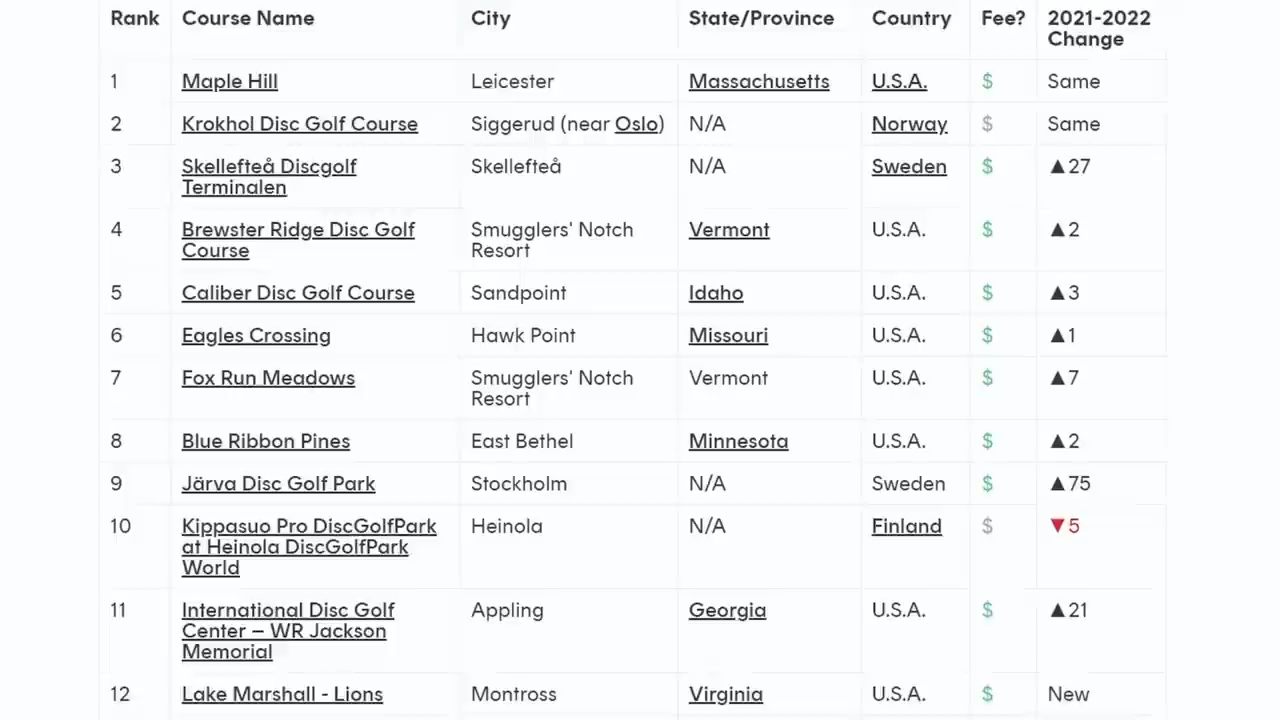 Rank Course Name City State/Province Country Fee? 2021-2022
Change
1 Maple Hill Leicester Massachusetts U.S.A. $ Same
2 Krokhol Disc Golf Course Siggerud (near Oslo) N/A Norway $ Same
3 Skellefteå Discgolf Skellefteå N/A Sweden $ ▲27
Terminalen
4 Brewster Ridge Disc Golf Smugglers' Notch Vermont U.S.A. $ ▲2
Course Resort
5 Caliber Disc Golf Course Sandpoint Idaho U.S.A. $ ▲3
6 Eagles Crossing Hawk Point Missouri U.S.A. $ ▲1
7 Fox Run Meadows Smugglers' Notch Vermont U.S.A. $ ▲7
Resort
8 Blue Ribbon Pines East Bethel Minnesota U.S.A. $ ▲2
9 Järva Disc Golf Park Stockholm N/A Sweden $ ▲75
10 Kippasuo Pro DiscGolfPark Heinola N/A Finland $ ▼5
at Heinola DiscGolfPark
World
11 International Disc Golf Appling Georgia U.S.A. $ ▲21
Center – WR Jackson
Memorial
12 Lake Marshall - Lions Montross Virginia U.S.A. $ New